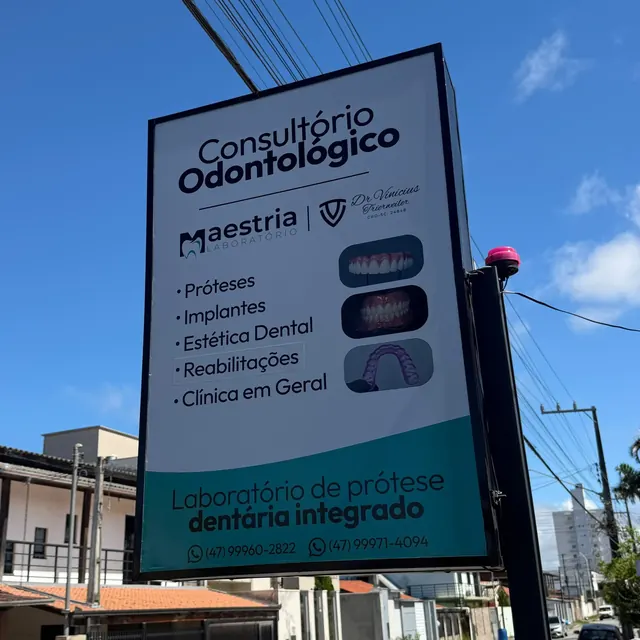 Consultório
Odontológico
Maestria
LABORATÓRIO
Dr. Vinicius
Trierweiler
• Próteses
• Implantes
• Estética Dental
• Reabilitações
• Clínica em Geral
Laboratório de prótese
dentária integrado
(47) 99960-2822 (47) 99971-4094